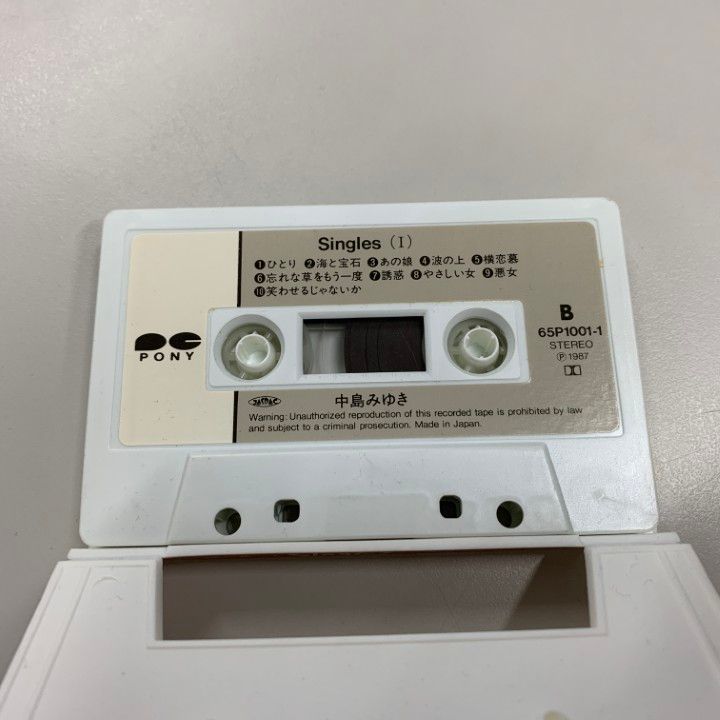 Singles (I)
❶ひとり ❷海と宝石 ❸あの娘 ❹波の上 ❺横恋慕
❻忘れな草をもう一度 ❼誘惑 ❽やさしい女 ❾悪女
❿笑わせるじゃないか
B
65P1001-1
STEREO
Ⓟ1987
PONY
JASRAC
中島みゆき
Warning: Unauthorized reproduction of this recorded tape is prohibited by law
and subject to a criminal prosecution. Made in Japan.